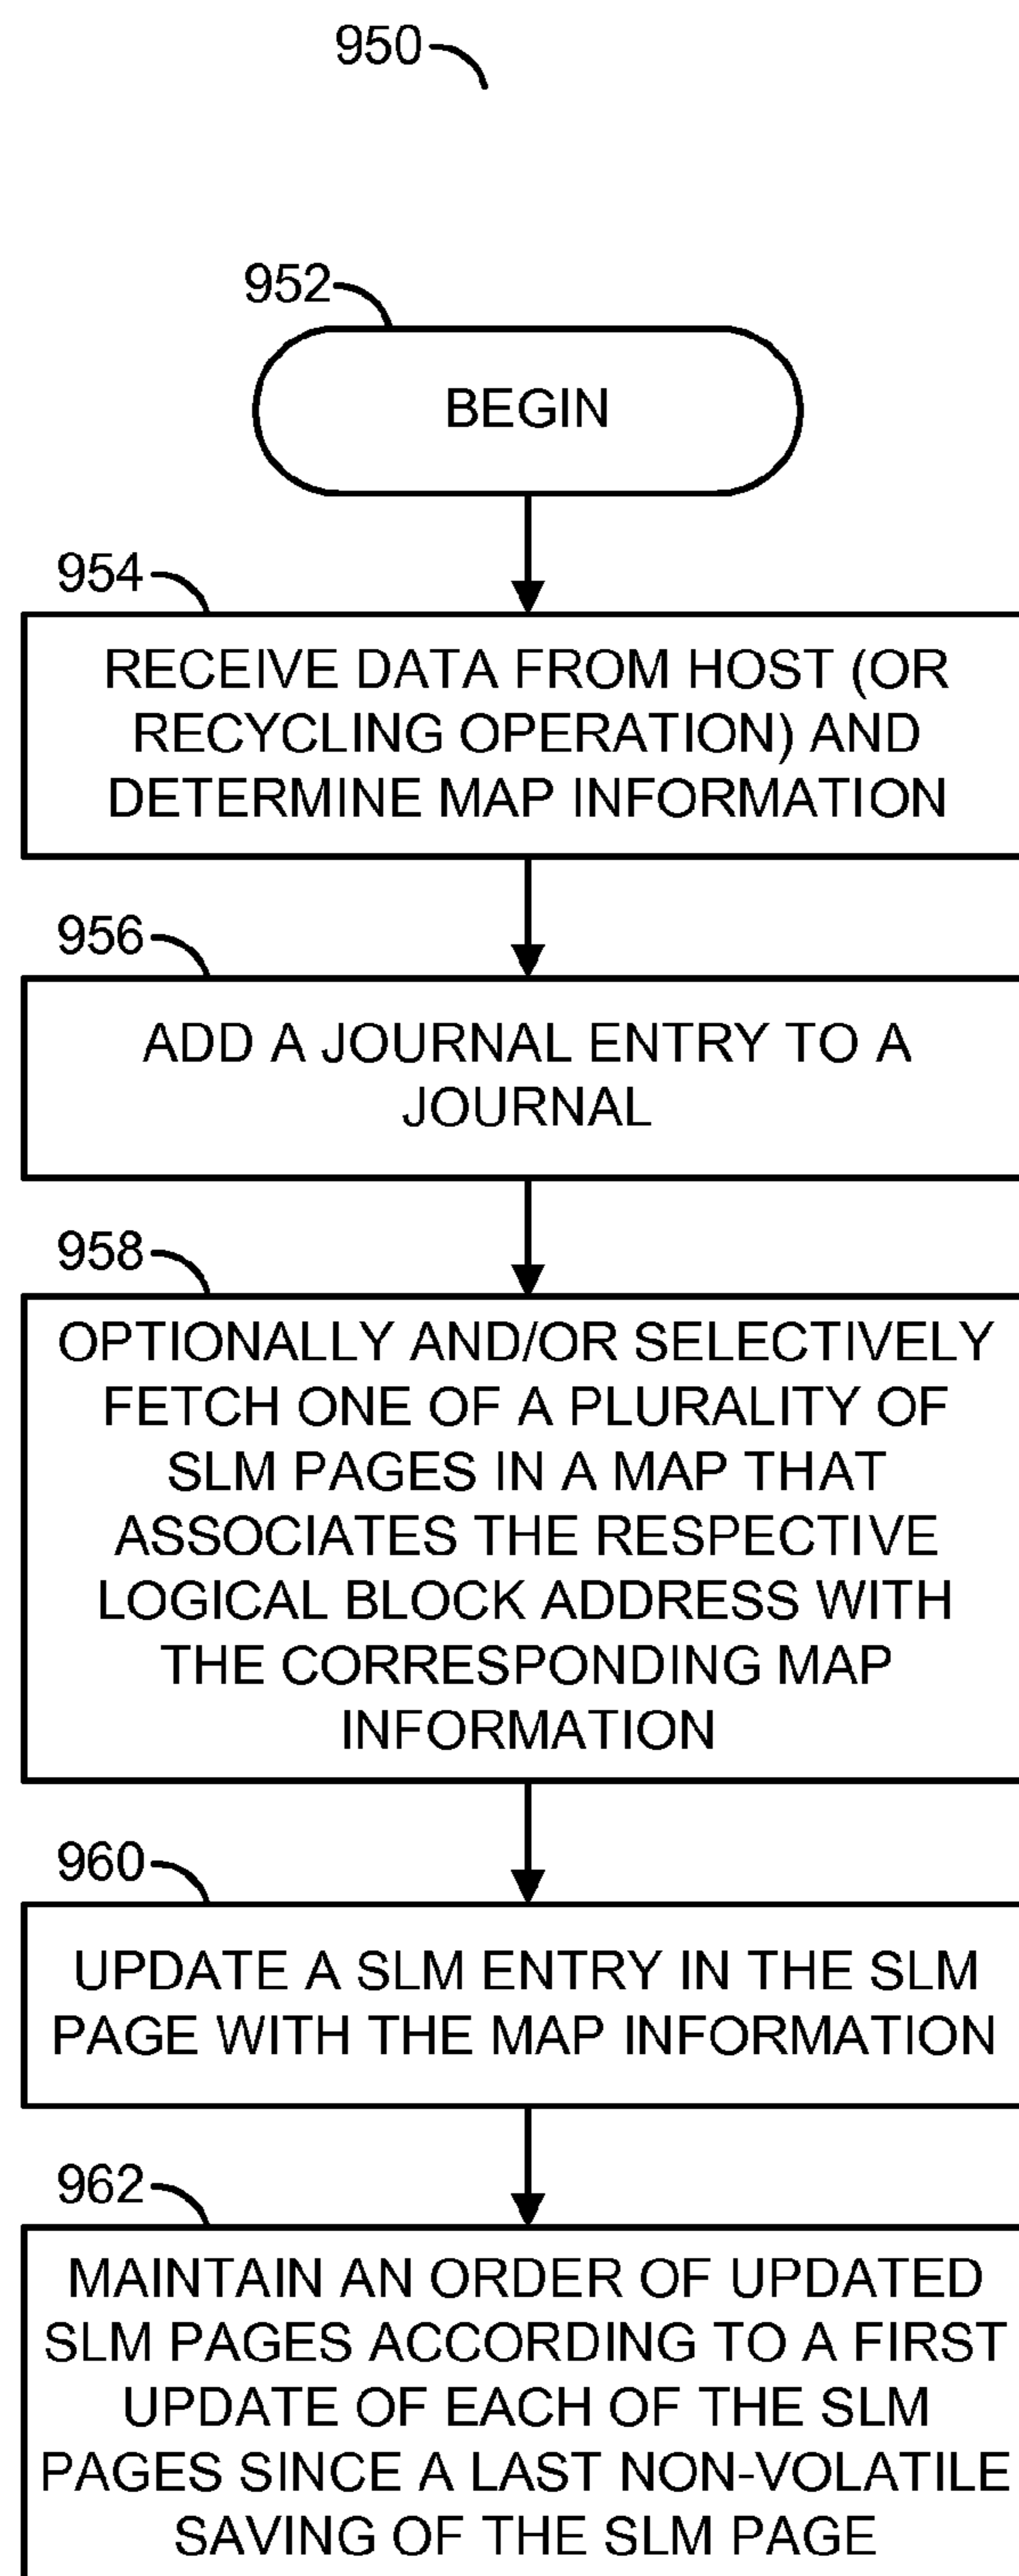 950
952
BEGIN
954
RECEIVE DATA FROM HOST (OR
RECYCLING OPERATION) AND
DETERMINE MAP INFORMATION
956
ADD A JOURNAL ENTRY TO A
JOURNAL
958
OPTIONALLY AND/OR SELECTIVELY
FETCH ONE OF A PLURALITY OF
SLM PAGES IN A MAP THAT
ASSOCIATES THE RESPECTIVE
LOGICAL BLOCK ADDRESS WITH
THE CORRESPONDING MAP
INFORMATION
960
UPDATE A SLM ENTRY IN THE SLM
PAGE WITH THE MAP INFORMATION
962
MAINTAIN AN ORDER OF UPDATED
SLM PAGES ACCORDING TO A FIRST
UPDATE OF EACH OF THE SLM
PAGES SINCE A LAST NON-VOLATILE
SAVING OF THE SLM PAGE